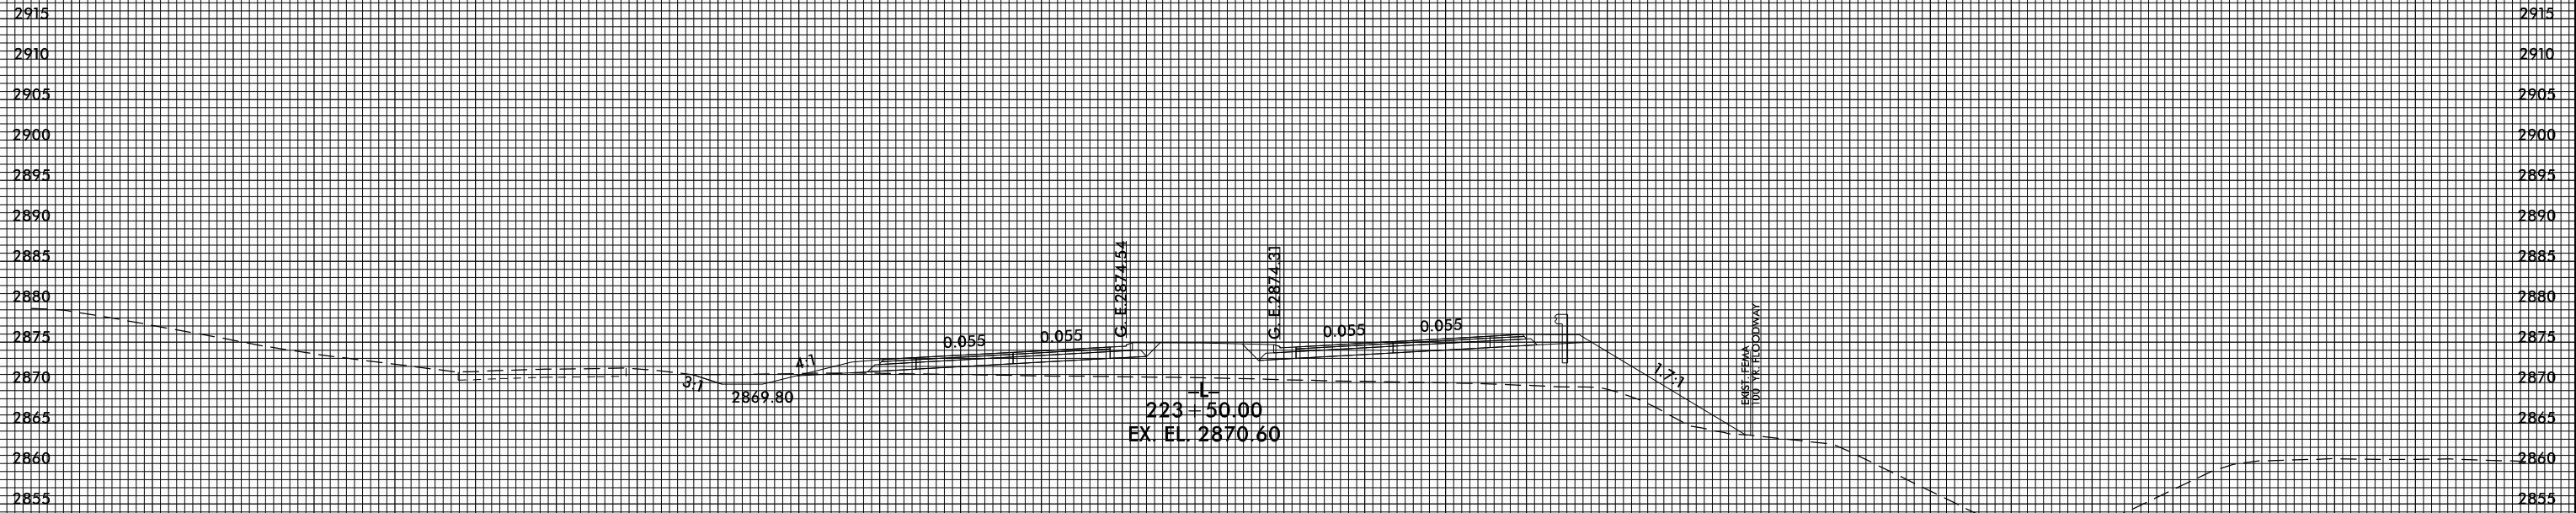 2915 2915
2910 2910
2905 2905
2900 2900
2895 2895
2890 2890
2885 2885
2880 2880
2875 2875
2870 2870
2865 2865
2860 2860
2855 2855
G. E.2874.54
G. E.2874.31
0.055 0.055 0.055 0.055
3:1
4:1
1.7:1
2869.80
EXIST. FEMA
100 YR. FLOODWAY
-L-
223+50.00
EX. EL. 2870.60